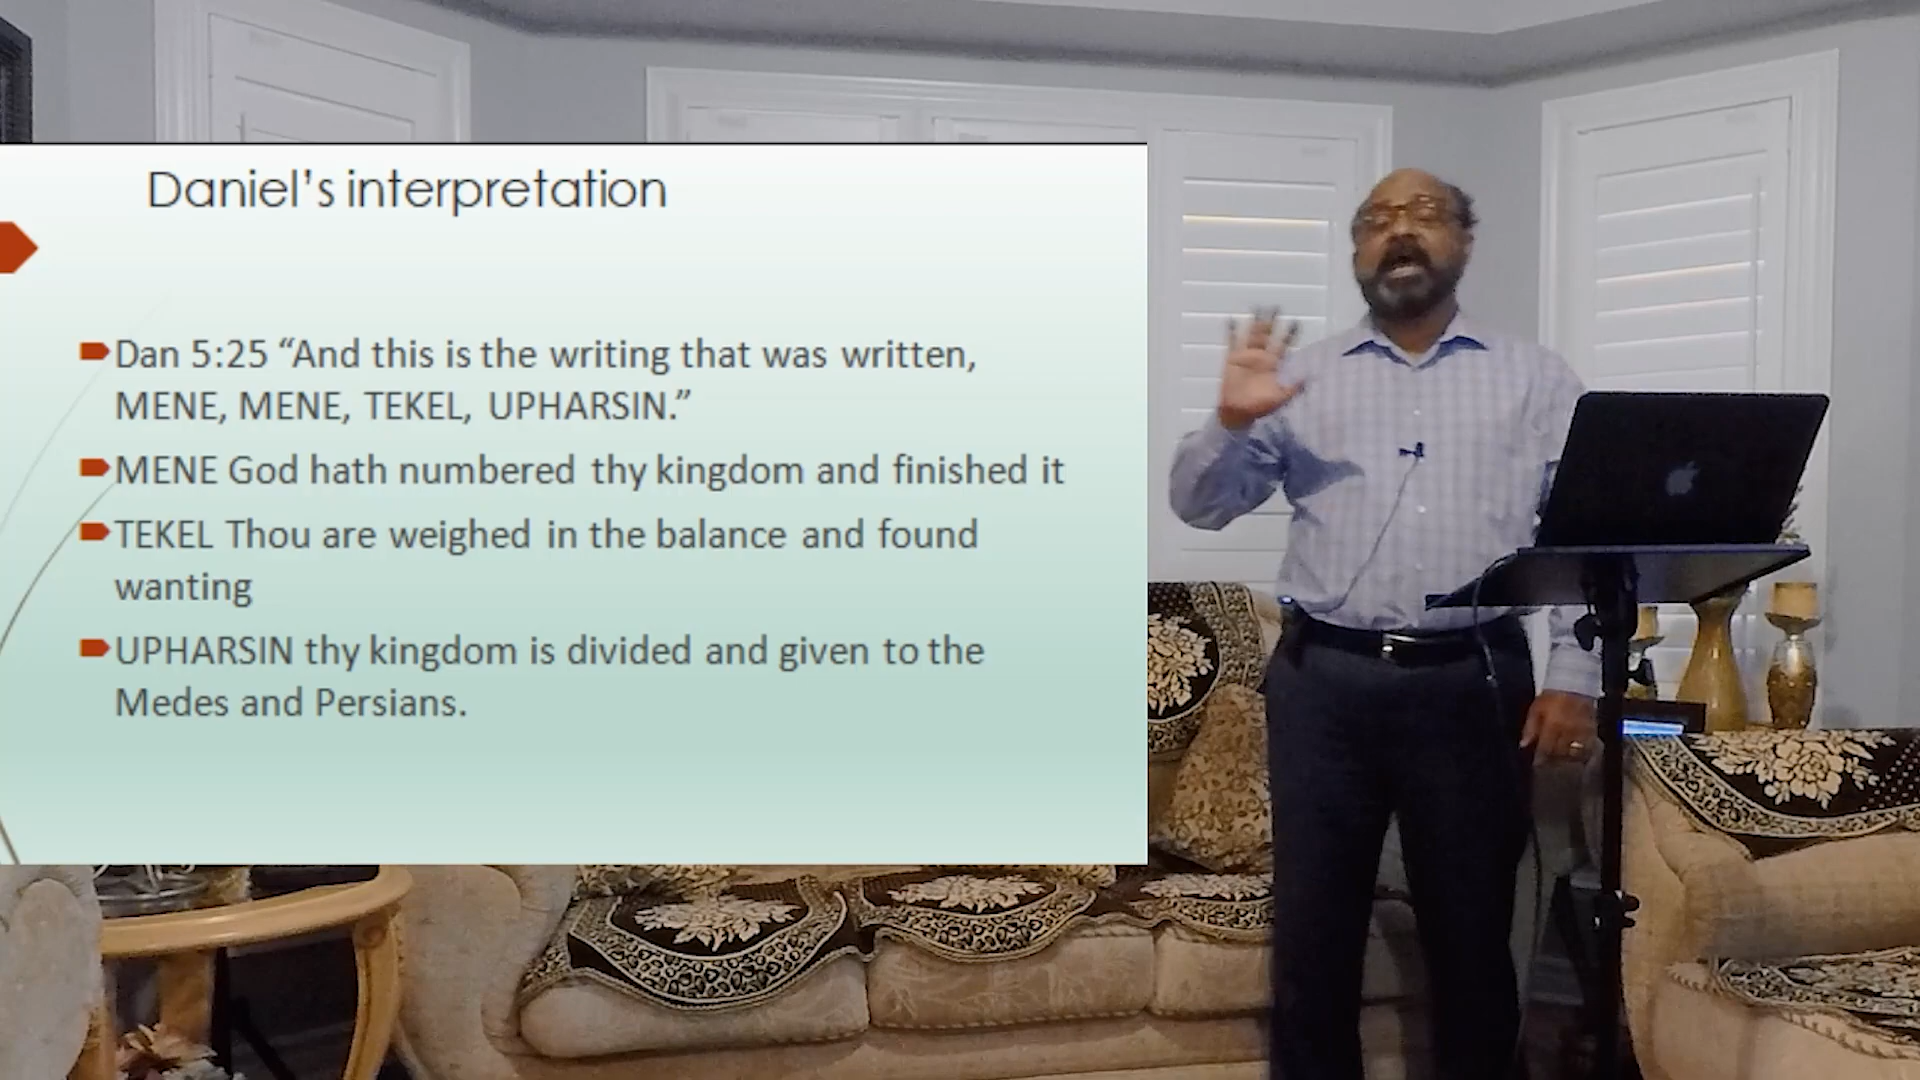 Daniel’s interpretation
Dan 5:25 “And this is the writing that was written,
MENE, MENE, TEKEL, UPHARSIN.”
MENE God hath numbered thy kingdom and finished it
TEKEL Thou are weighed in the balance and found
wanting
UPHARSIN thy kingdom is divided and given to the
Medes and Persians.